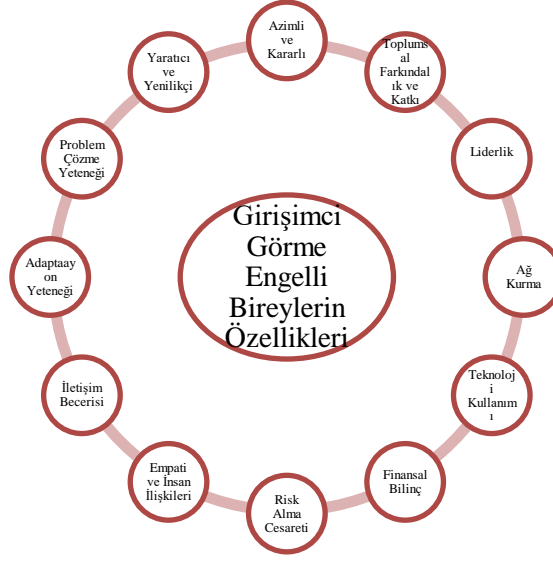 Azimli
ve
Kararlı
Toplums
al
Farkındal
ık ve
Katkı
Liderlik
Ağ
Kurma
Teknoloj
i
Kullanım
ı
Finansal
Bilinç
Risk
Alma
Cesareti
Empati
ve İnsan
İlişkileri
İletişim
Becerisi
Adaptaay
on
Yeteneği
Problem
Çözme
Yeteneği
Yaratıcı
ve
Yenilikçi
Girişimci
Görme
Engelli
Bireylerin
Özellikleri